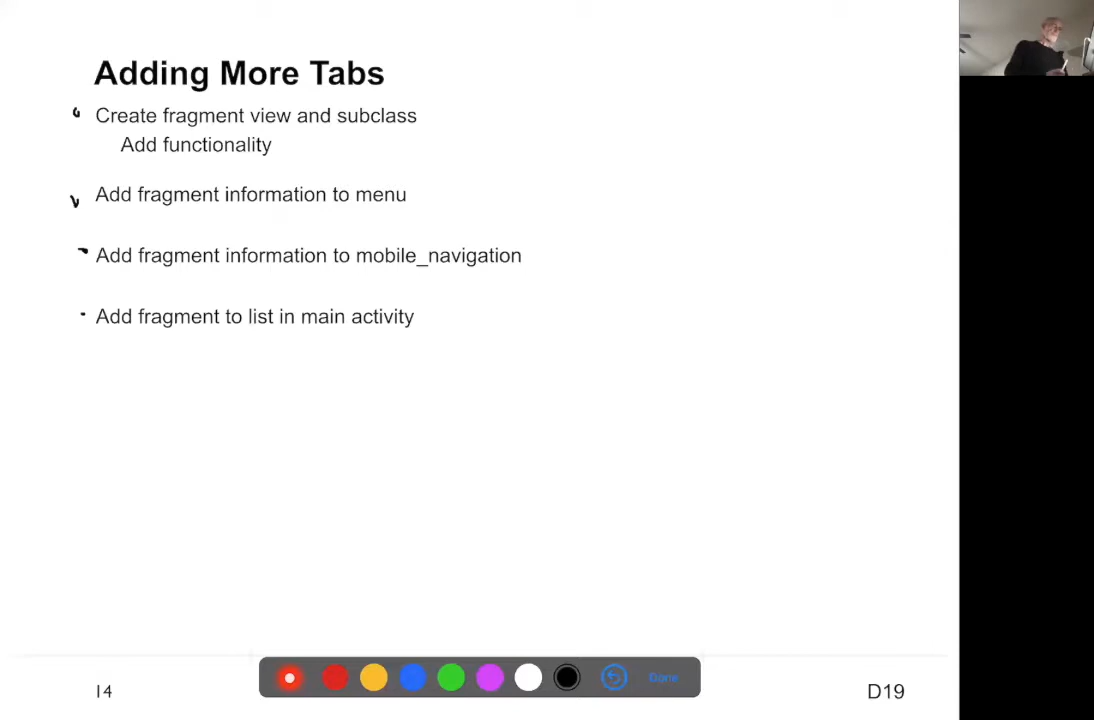 Adding More Tabs
Create fragment view and subclass
Add functionality
Add fragment information to menu
Add fragment information to mobile_navigation
Add fragment to list in main activity
Done
14
D19